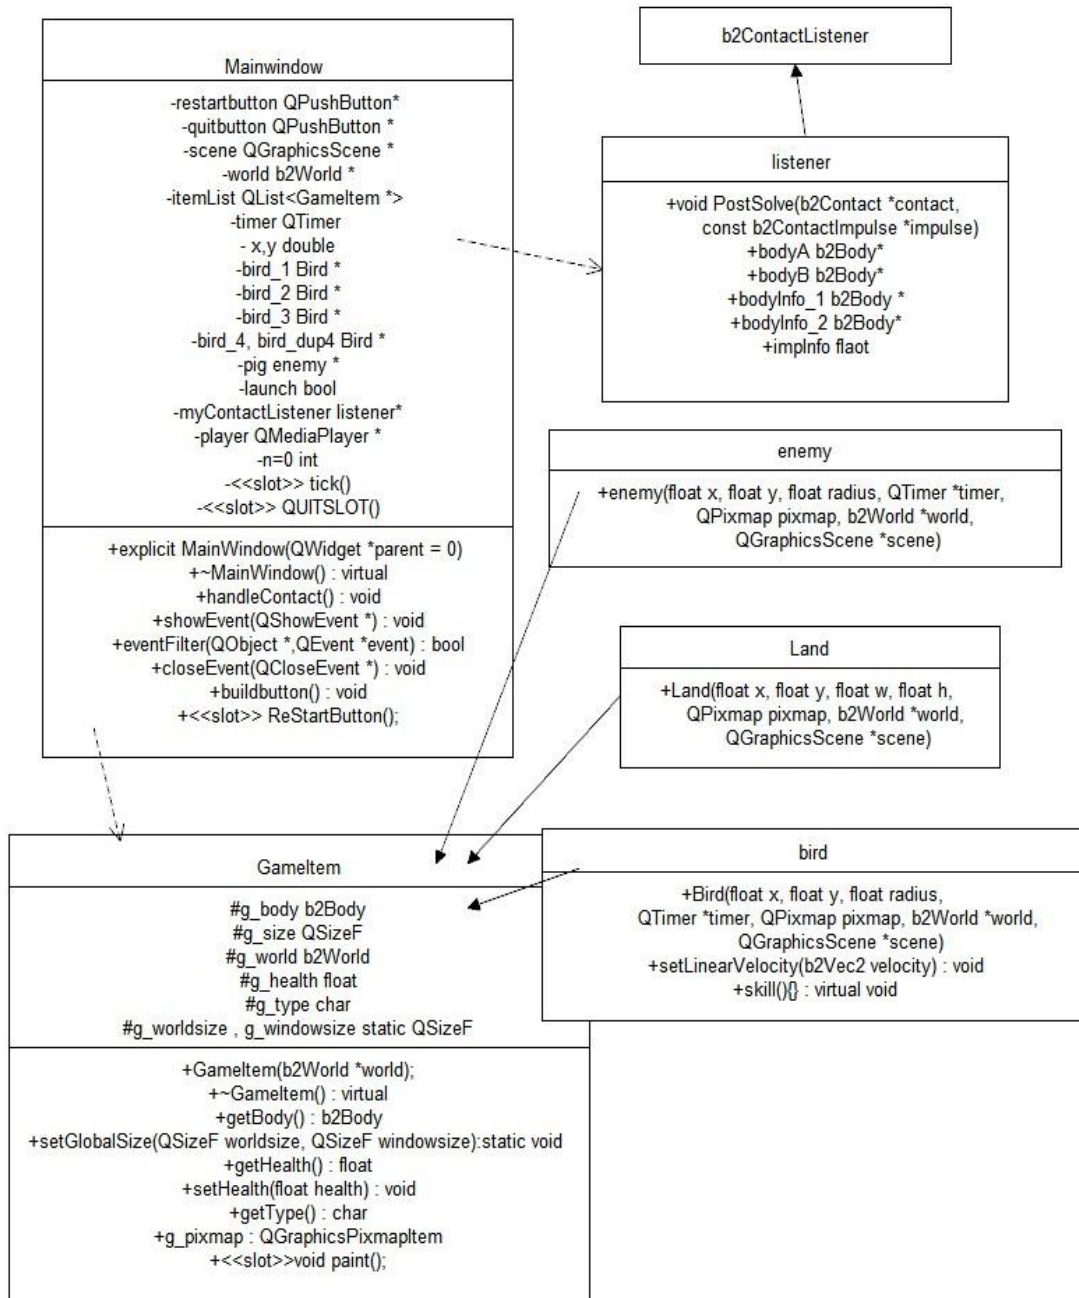 Mainwindow
-restartbutton QPushButton*
-quitbutton QPushButton *
-scene QGraphicsScene *
-world b2World *
-itemList QList<GameItem *>
-timer QTimer
- x,y double
-bird_1 Bird *
-bird_2 Bird *
-bird_3 Bird *
-bird_4, bird_dup4 Bird *
-pig enemy *
-launch bool
-myContactListener listener*
-player QMediaPlayer *
-n=0 int
-<<slot>> tick()
-<<slot>> QUITSLOT()
+explicit MainWindow(QWidget *parent = 0)
+~MainWindow() : virtual
+handleContact() : void
+showEvent(QShowEvent *) : void
+eventFilter(QObject *,QEvent *event) : bool
+closeEvent(QCloseEvent *) : void
+buildbutton() : void
+<<slot>> ReStartButton();
b2ContactListener
listener
+void PostSolve(b2Contact *contact,
const b2ContactImpulse *impulse)
+bodyA b2Body*
+bodyB b2Body*
+bodyInfo_1 b2Body *
+bodyInfo_2 b2Body*
+impInfo flaot
enemy
+enemy(float x, float y, float radius, QTimer *timer,
QPixmap pixmap, b2World *world,
QGraphicsScene *scene)
Land
+Land(float x, float y, float w, float h,
QPixmap pixmap, b2World *world,
QGraphicsScene *scene)
bird
+Bird(float x, float y, float radius,
QTimer *timer, QPixmap pixmap, b2World *world,
QGraphicsScene *scene)
+setLinearVelocity(b2Vec2 velocity) : void
+skill(){} : virtual void
GameItem
#g_body b2Body
#g_size QSizeF
#g_world b2World
#g_health float
#g_type char
#g_worldsize , g_windowsize static QSizeF
+GameItem(b2World *world);
+~GameItem() : virtual
+getBody() : b2Body
+setGlobalSize(QSizeF worldsize, QSizeF windowsize):static void
+getHealth() : float
+setHealth(float health) : void
+getType() : char
+g_pixmap : QGraphicsPixmapItem
+<<slot>>void paint();